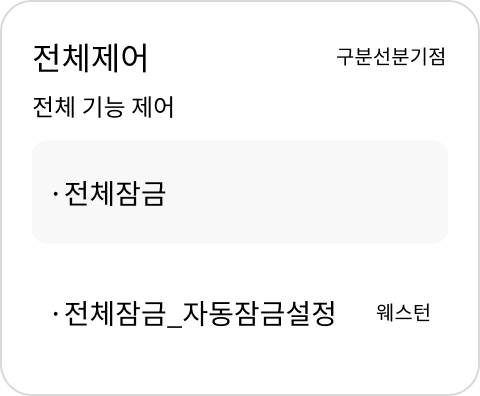 전체제어 구분선분기점
전체 기능 제어
· 전체잠금
· 전체잠금_자동잠금설정 웨스턴